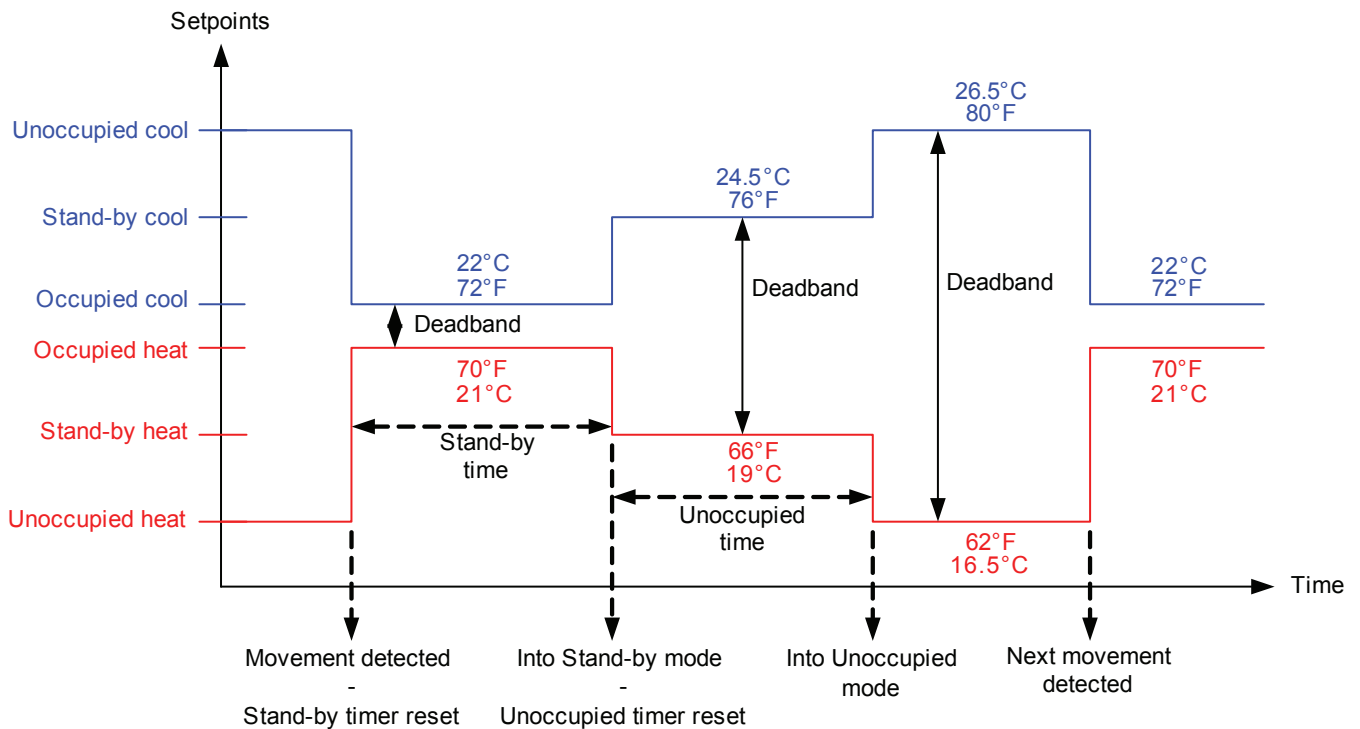 Setpoints
Unoccupied cool
Stand-by cool
Occupied cool
Occupied heat
Stand-by heat
Unoccupied heat
22°C
72°F
Deadband
70°F
21°C
Stand-by
time
24.5°C
76°F
Deadband
66°F
19°C
Unoccupied
time
26.5°C
80°F
Deadband
62°F
16.5°C
22°C
72°F
70°F
21°C
Time
Movement detected
-
Stand-by timer reset
Into Stand-by mode
-
Unoccupied timer reset
Into Unoccupied
mode
Next movement
detected